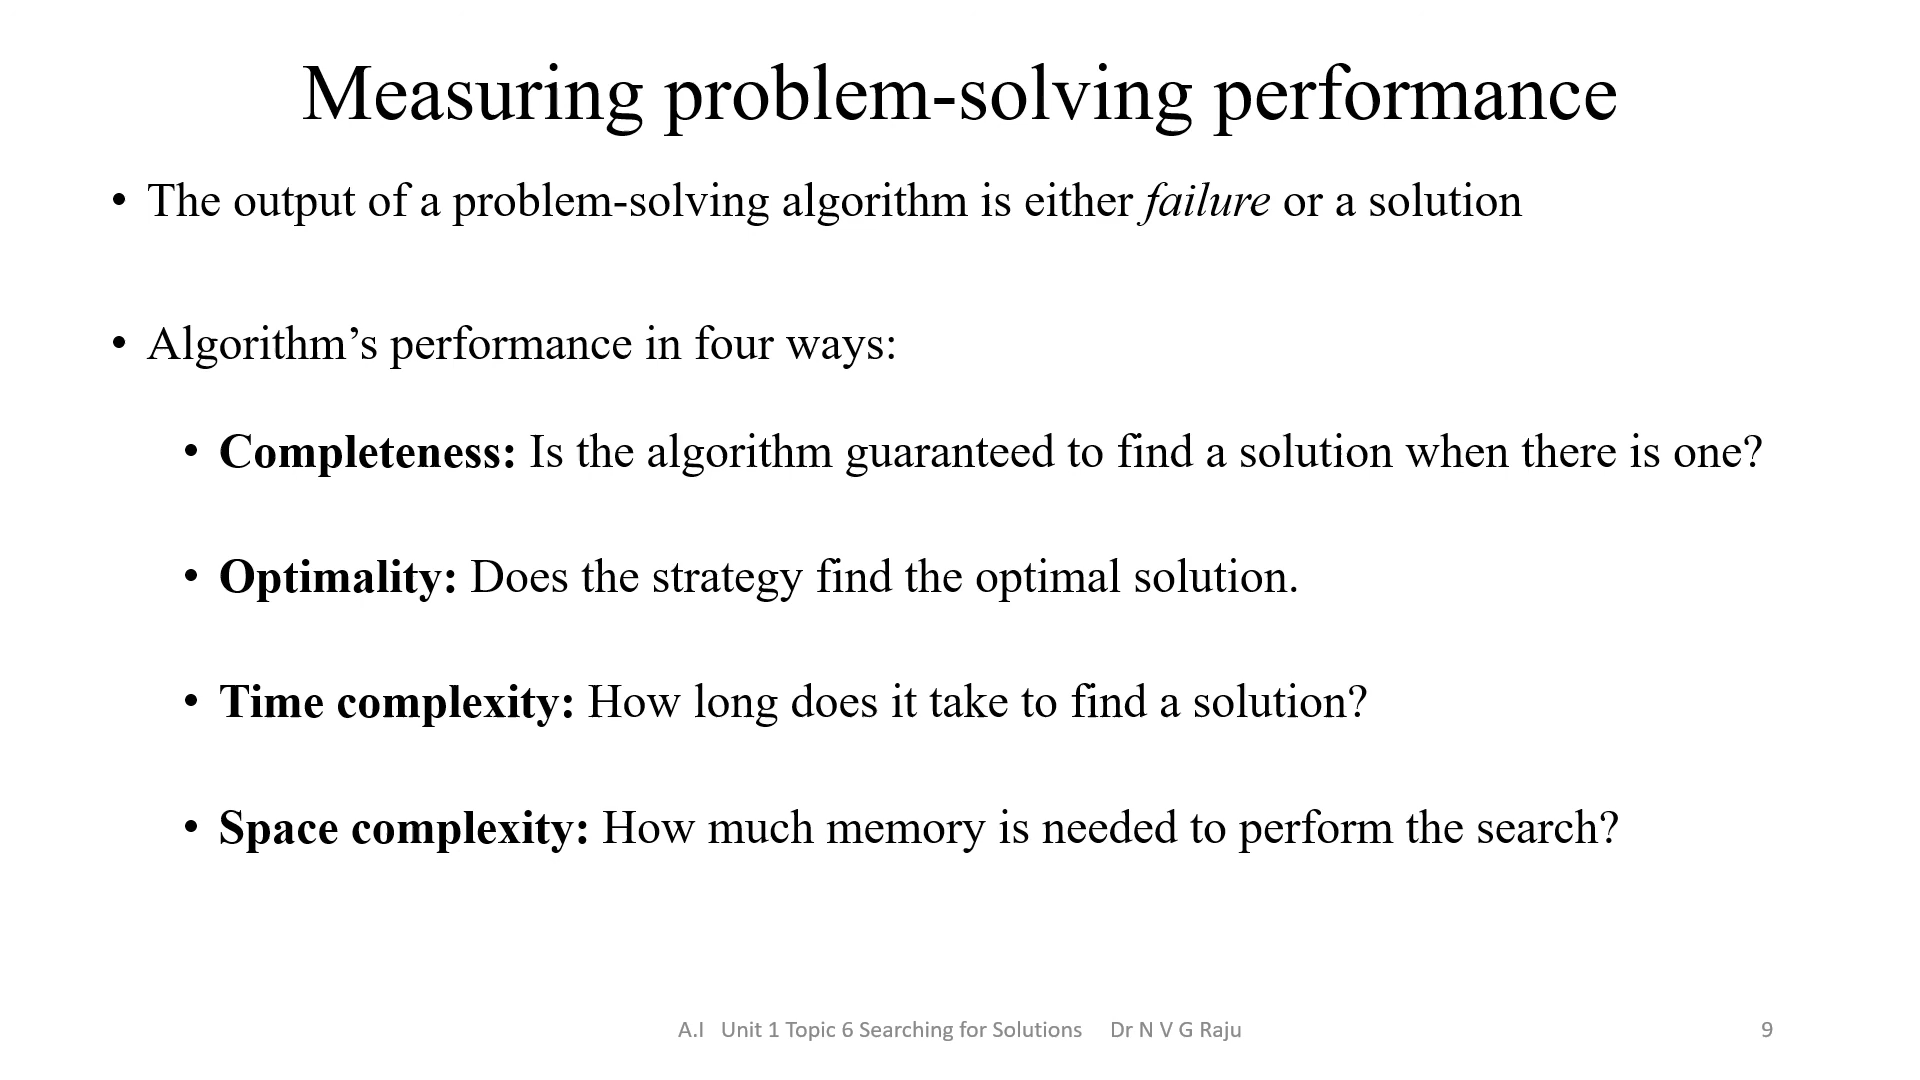 Measuring problem-solving performance
• The output of a problem-solving algorithm is either failure or a solution
• Algorithm’s performance in four ways:
• Completeness: Is the algorithm guaranteed to find a solution when there is one?
• Optimality: Does the strategy find the optimal solution.
• Time complexity: How long does it take to find a solution?
• Space complexity: How much memory is needed to perform the search?
A.I Unit 1 Topic 6 Searching for Solutions Dr N V G Raju 9